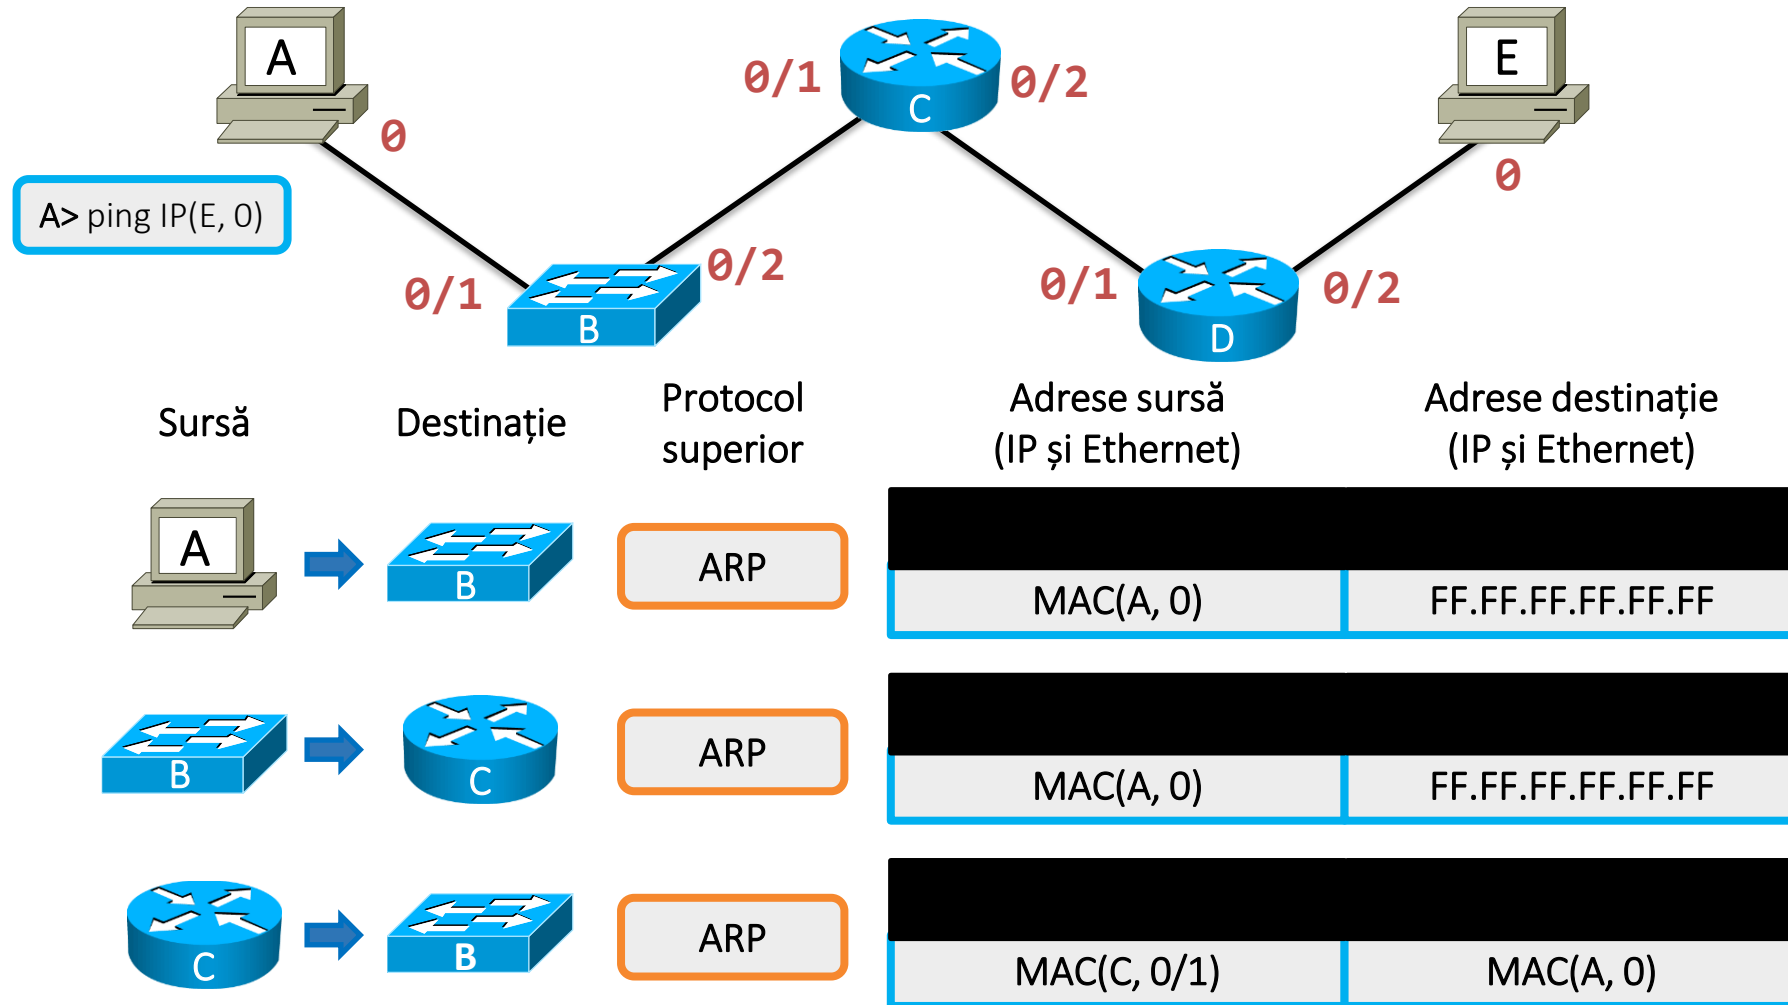 A
E
0/1
0/2
C
0
0
A> ping IP(E, 0)
0/1
0/2
0/1
0/2
B
D
Sursă
Destinație
Protocol
superior
Adrese sursă
(IP și Ethernet)
Adrese destinație
(IP și Ethernet)
A
B
ARP
MAC(A, 0)
FF.FF.FF.FF.FF.FF
B
C
ARP
MAC(A, 0)
FF.FF.FF.FF.FF.FF
C
B
ARP
MAC(C, 0/1)
MAC(A, 0)